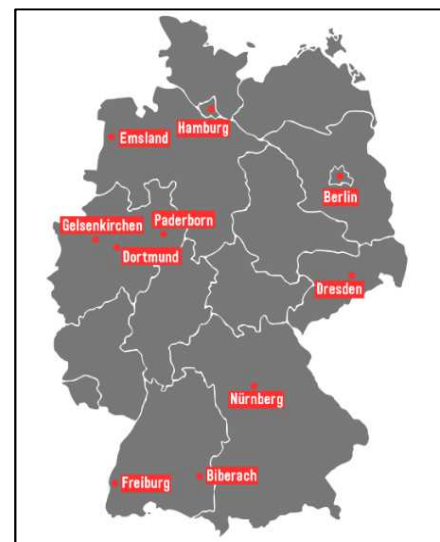 Hamburg
Emsland
Berlin
Gelsenkirchen
Paderborn
Dortmund
Dresden
Nürnberg
Freiburg
Biberach